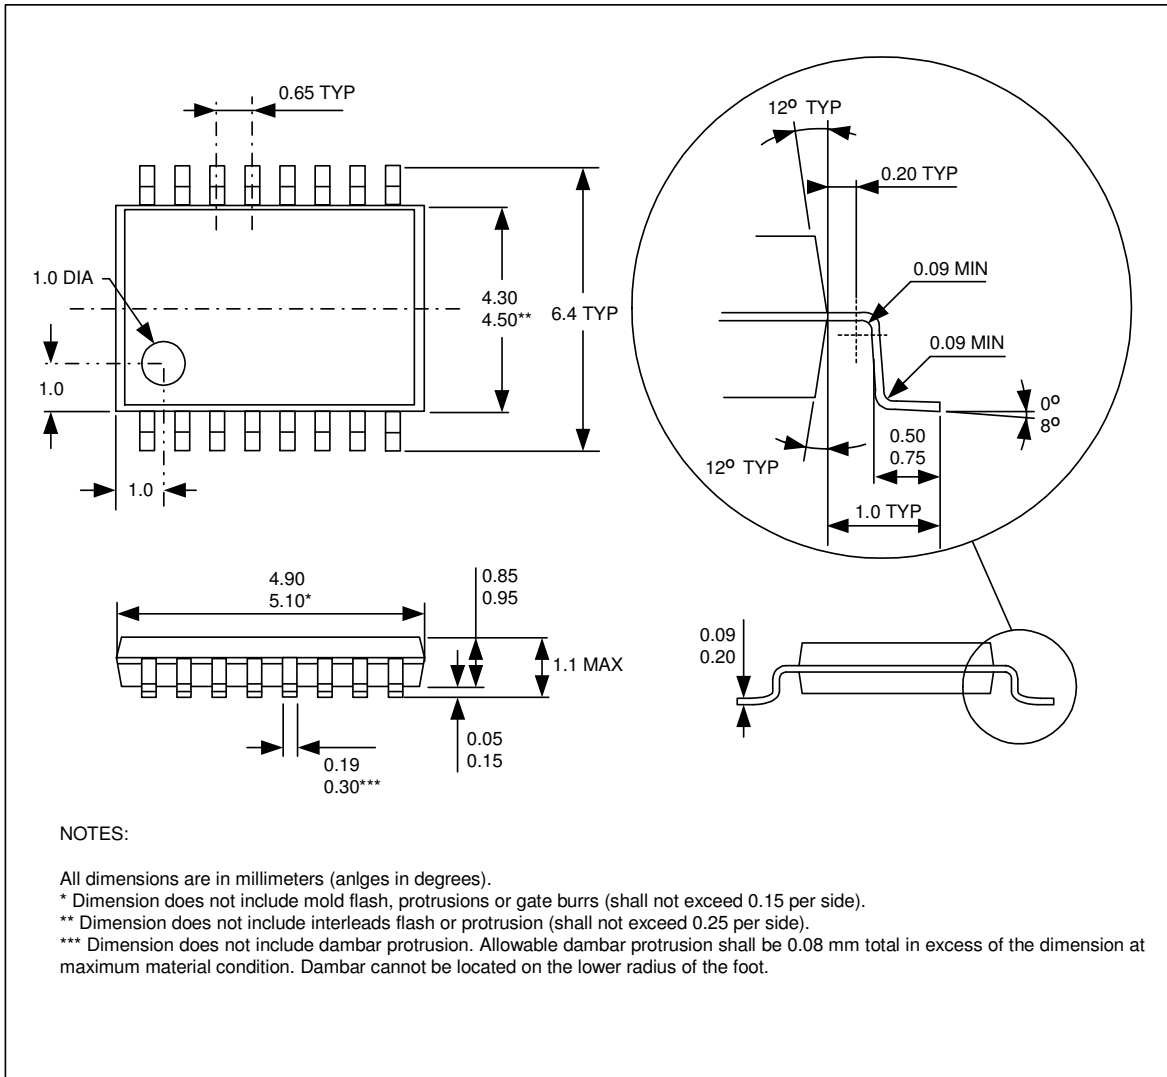 0.65 TYP
12º TYP
0.20 TYP
1.0 DIA
0.09 MIN
4.30
4.50**
6.4 TYP
0.09 MIN
1.0
0º
8º
0.50
0.75
12º TYP
1.0
1.0 TYP
4.90
5.10*
0.85
0.95
1.1 MAX
0.09
0.20
0.05
0.15
0.19
0.30***
NOTES:
All dimensions are in millimeters (anlges in degrees).
* Dimension does not include mold flash, protrusions or gate burrs (shall not exceed 0.15 per side).
** Dimension does not include interleads flash or protrusion (shall not exceed 0.25 per side).
*** Dimension does not include dambar protrusion. Allowable dambar protrusion shall be 0.08 mm total in excess of the dimension at
maximum material condition. Dambar cannot be located on the lower radius of the foot.